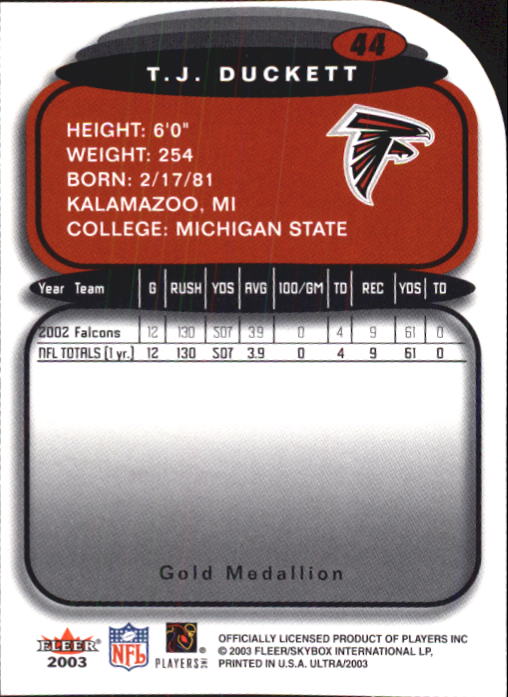 44
T.J. DUCKETT
HEIGHT: 6'0"
WEIGHT: 254
BORN: 2/17/81
KALAMAZOO, MI
COLLEGE: MICHIGAN STATE
Year Team G RUSH YDS AVG 100/GM TD REC YDS TD
2002 Falcons 12 130 507 3.9 0 4 9 61 0
NFL TOTALS (1 yr.) 12 130 507 3.9 0 4 9 61 0
Gold Medallion
FLEER
2003
NFL
PLAYERS INC
OFFICIALLY LICENSED PRODUCT OF PLAYERS INC
© 2003 FLEER/SKYBOX INTERNATIONAL LP,
PRINTED IN U.S.A. ULTRA/2003